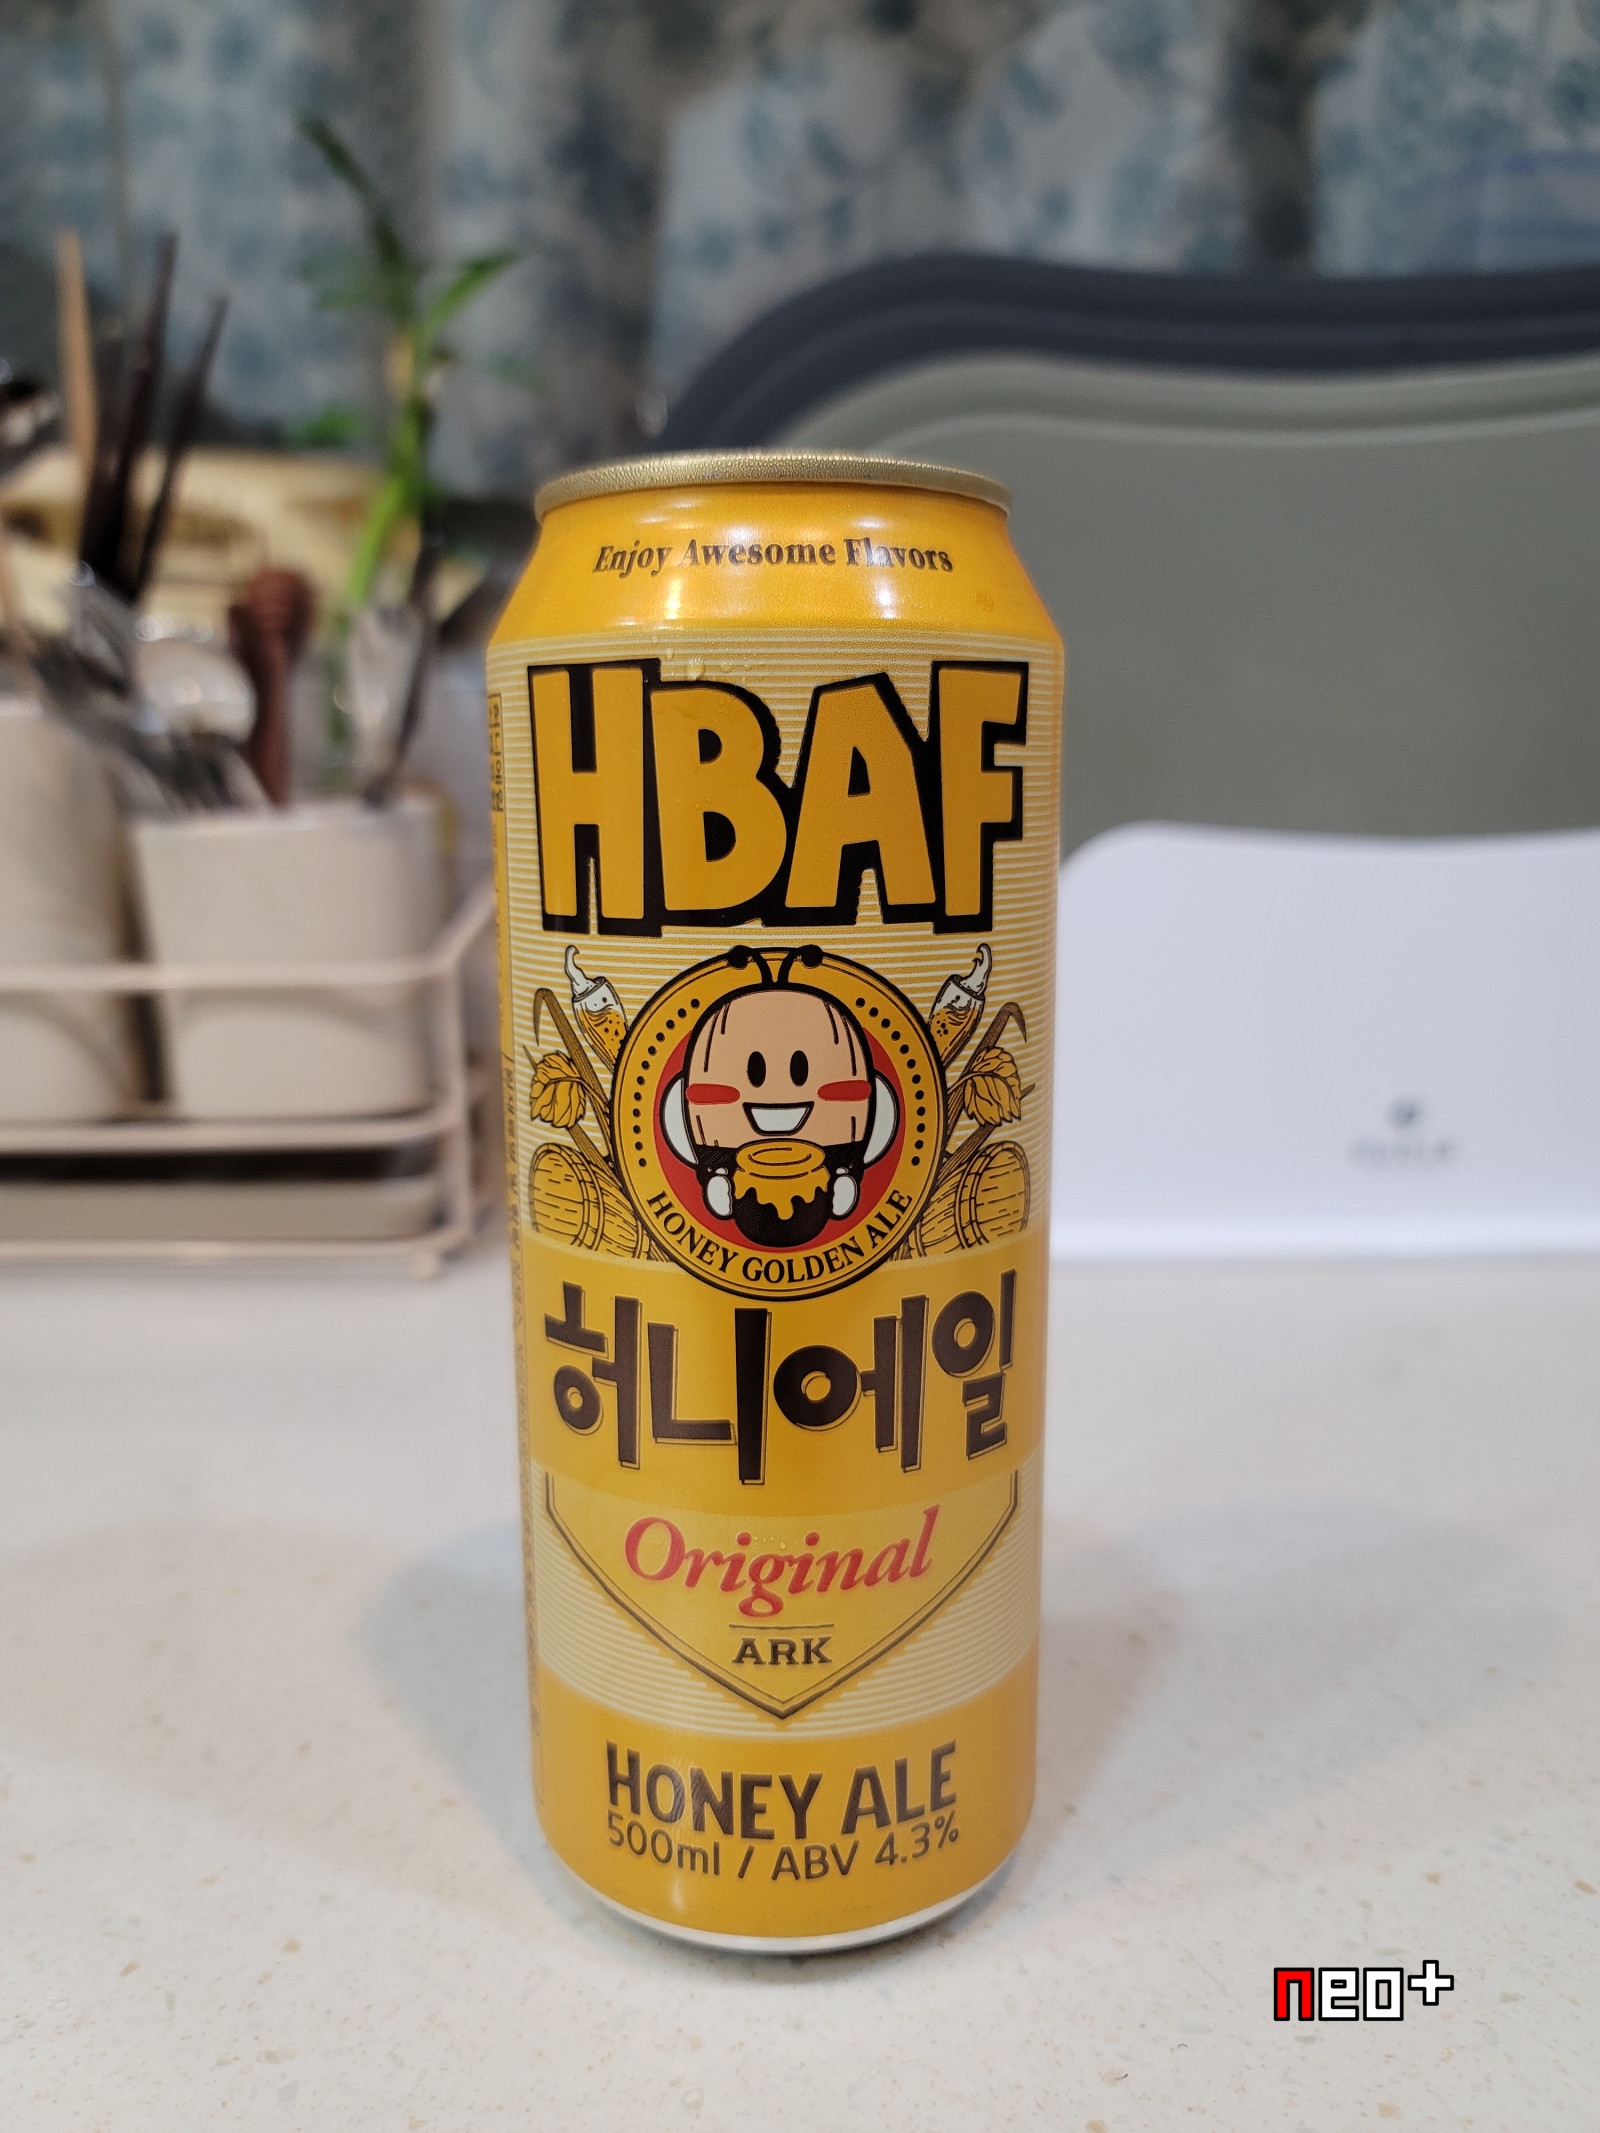 Enjoy Awesome Flavors
HBAF
HONEY GOLDEN ALE
허니에일
Original
ARK
HONEY ALE
500ml / ABV 4.3%
neo+